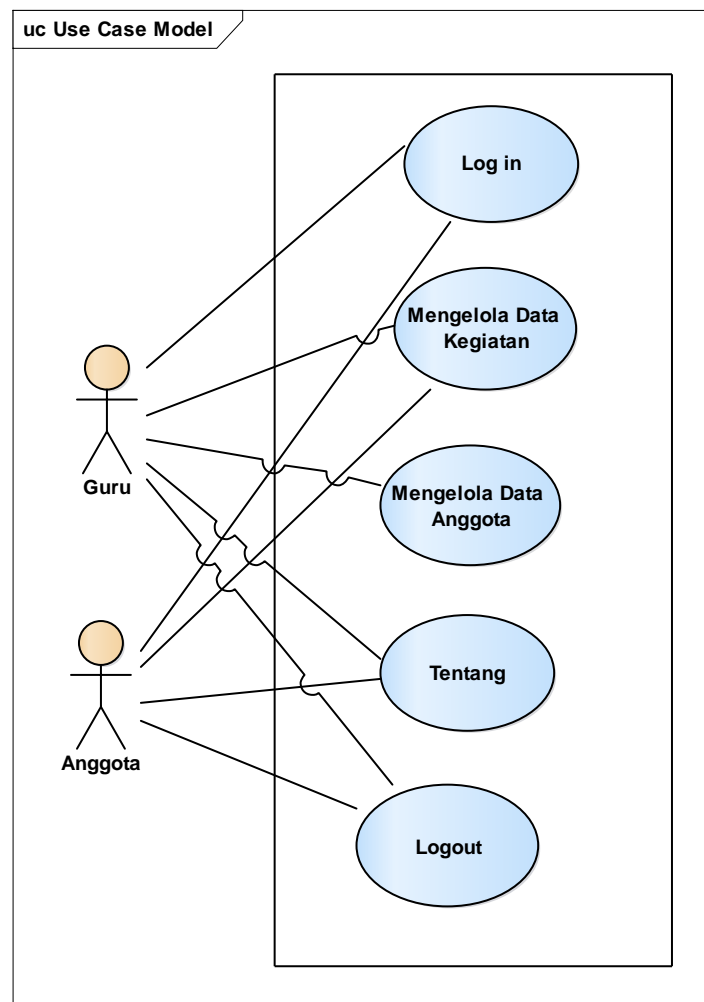 uc Use Case Model
Log in
Mengelola Data
Kegiatan
Guru
Mengelola Data
Anggota
Anggota
Tentang
Logout